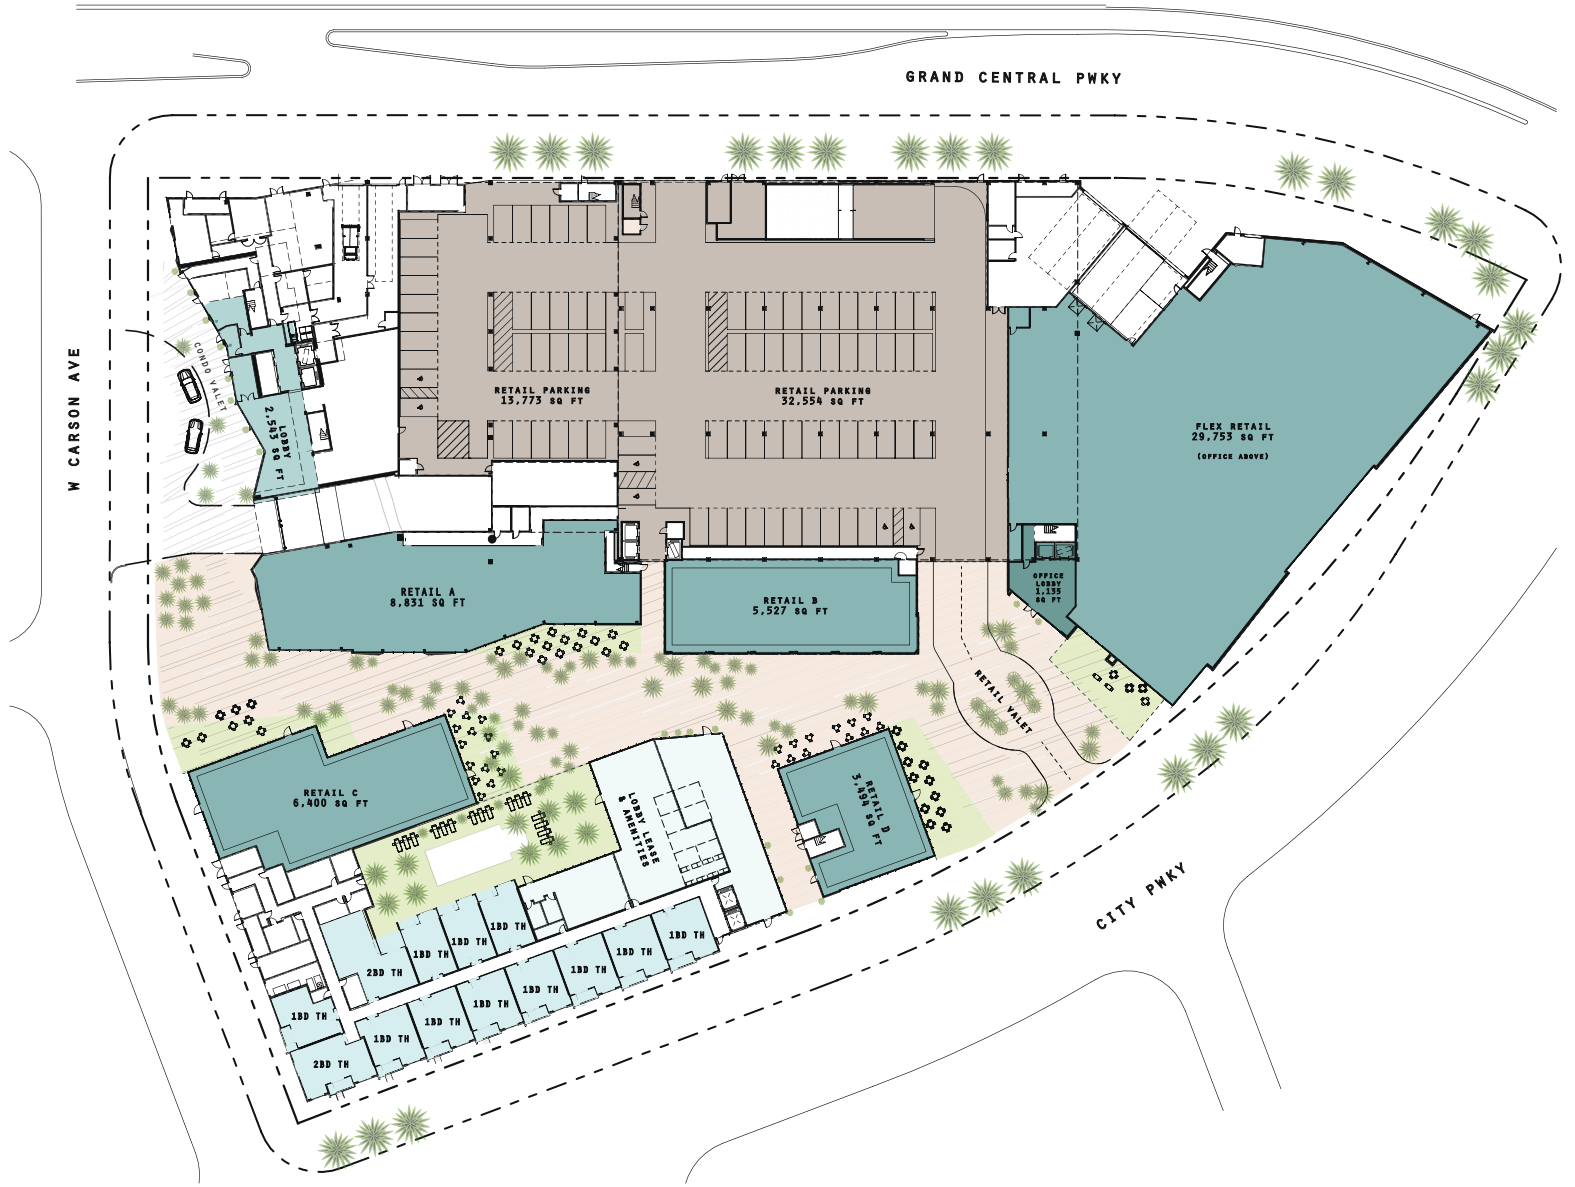 GRAND CENTRAL PWKY
W CARSON AVE
CONDO VALET
LOBBY
2,543 SQ FT
RETAIL PARKING
13,773 SQ FT
RETAIL PARKING
32,554 SQ FT
FLEX RETAIL
29,753 SQ FT
(OFFICE ABOVE)
OFFICE
LOBBY
1,135
SQ FT
RETAIL A
8,831 SQ FT
RETAIL B
5,527 SQ FT
RETAIL VALET
RETAIL C
6,400 SQ FT
LOBBY LEASE
& AMENITIES
RETAIL D
3,494 SQ FT
CITY PWKY
2BD TH
1BD TH
1BD TH
1BD TH
1BD TH
2BD TH
1BD TH
1BD TH
1BD TH
1BD TH
1BD TH
1BD TH
1BD TH